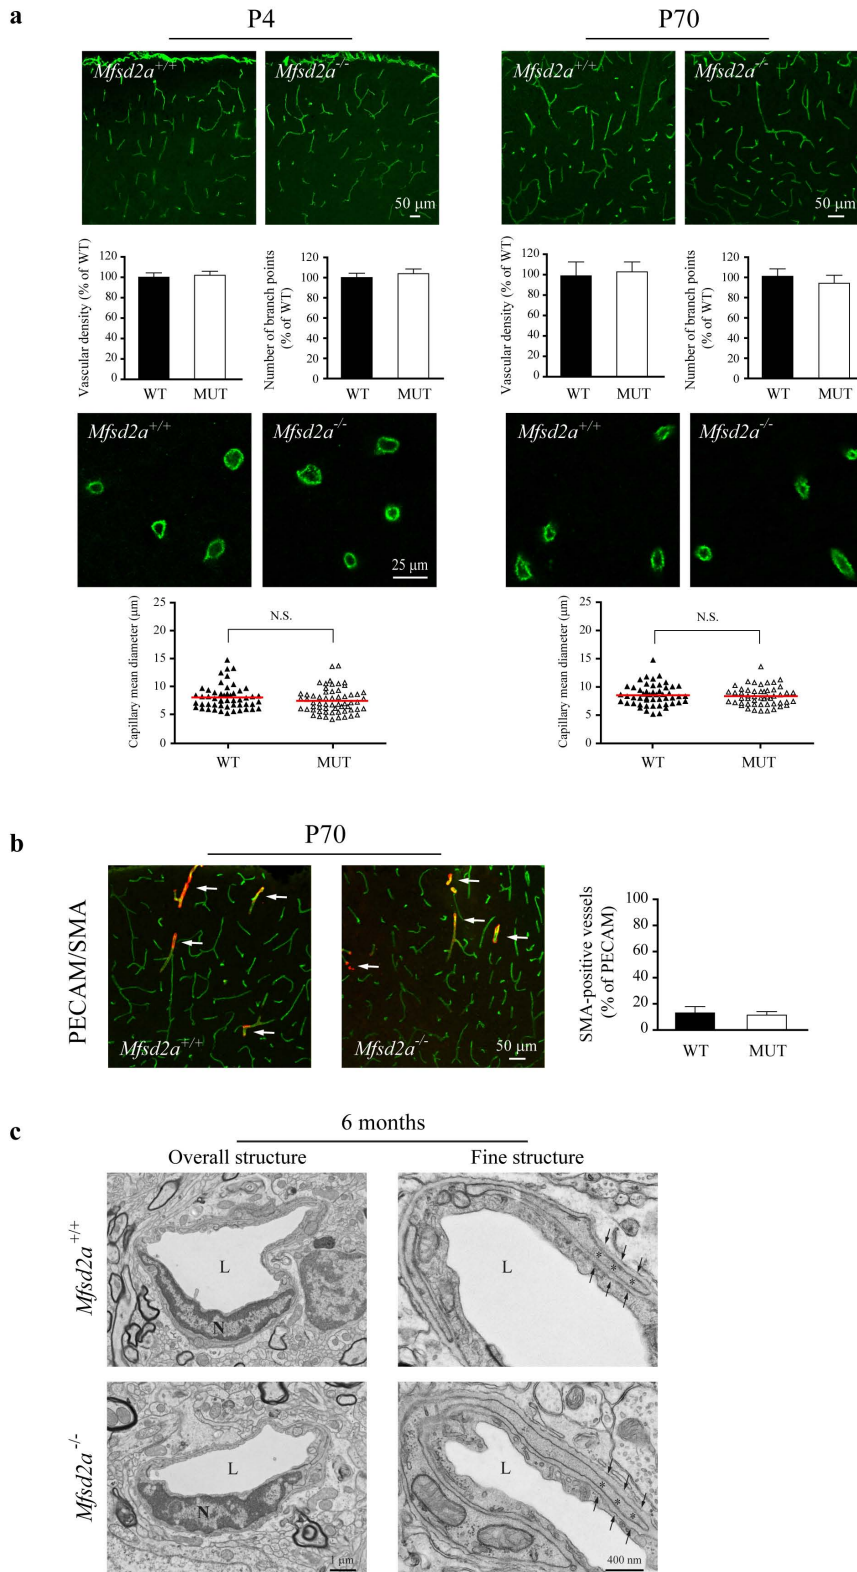 a
P4
P70
Mfsd2a+/+
Mfsd2a-/-
50 μm
Mfsd2a+/+
Mfsd2a-/-
50 μm
Vascular density (% of WT)
120
100
80
60
40
20
0
WT
MUT
Number of branch points
(% of WT)
120
100
80
60
40
20
0
WT
MUT
Vascular density (% of WT)
120
100
80
60
40
20
0
WT
MUT
Number of branch points
(% of WT)
120
100
80
60
40
20
0
WT
MUT
Mfsd2a+/+
Mfsd2a-/-
25 μm
Mfsd2a+/+
Mfsd2a-/-
Capillary mean diameter (μm)
25
20
15
10
5
0
N.S.
WT
MUT
Capillary mean diameter (μm)
25
20
15
10
5
0
N.S.
WT
MUT
b
P70
PECAM/SMA
Mfsd2a+/+
Mfsd2a-/-
50 μm
SMA-positive vessels
(% of PECAM)
100
80
60
40
20
0
WT
MUT
c
6 months
Overall structure
Fine structure
Mfsd2a+/+
L
N
L
* * *
Mfsd2a-/-
L
N
1 μm
L
* * *
400 nm